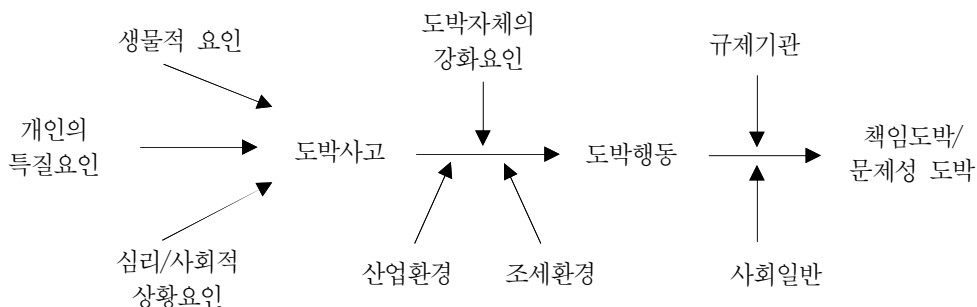 생물적 요인
도박자체의
강화요인
규제기관
개인의
특질요인
도박사고
도박행동
책임도박/
문제성 도박
심리/사회적
상황요인
산업환경
조세환경
사회일반